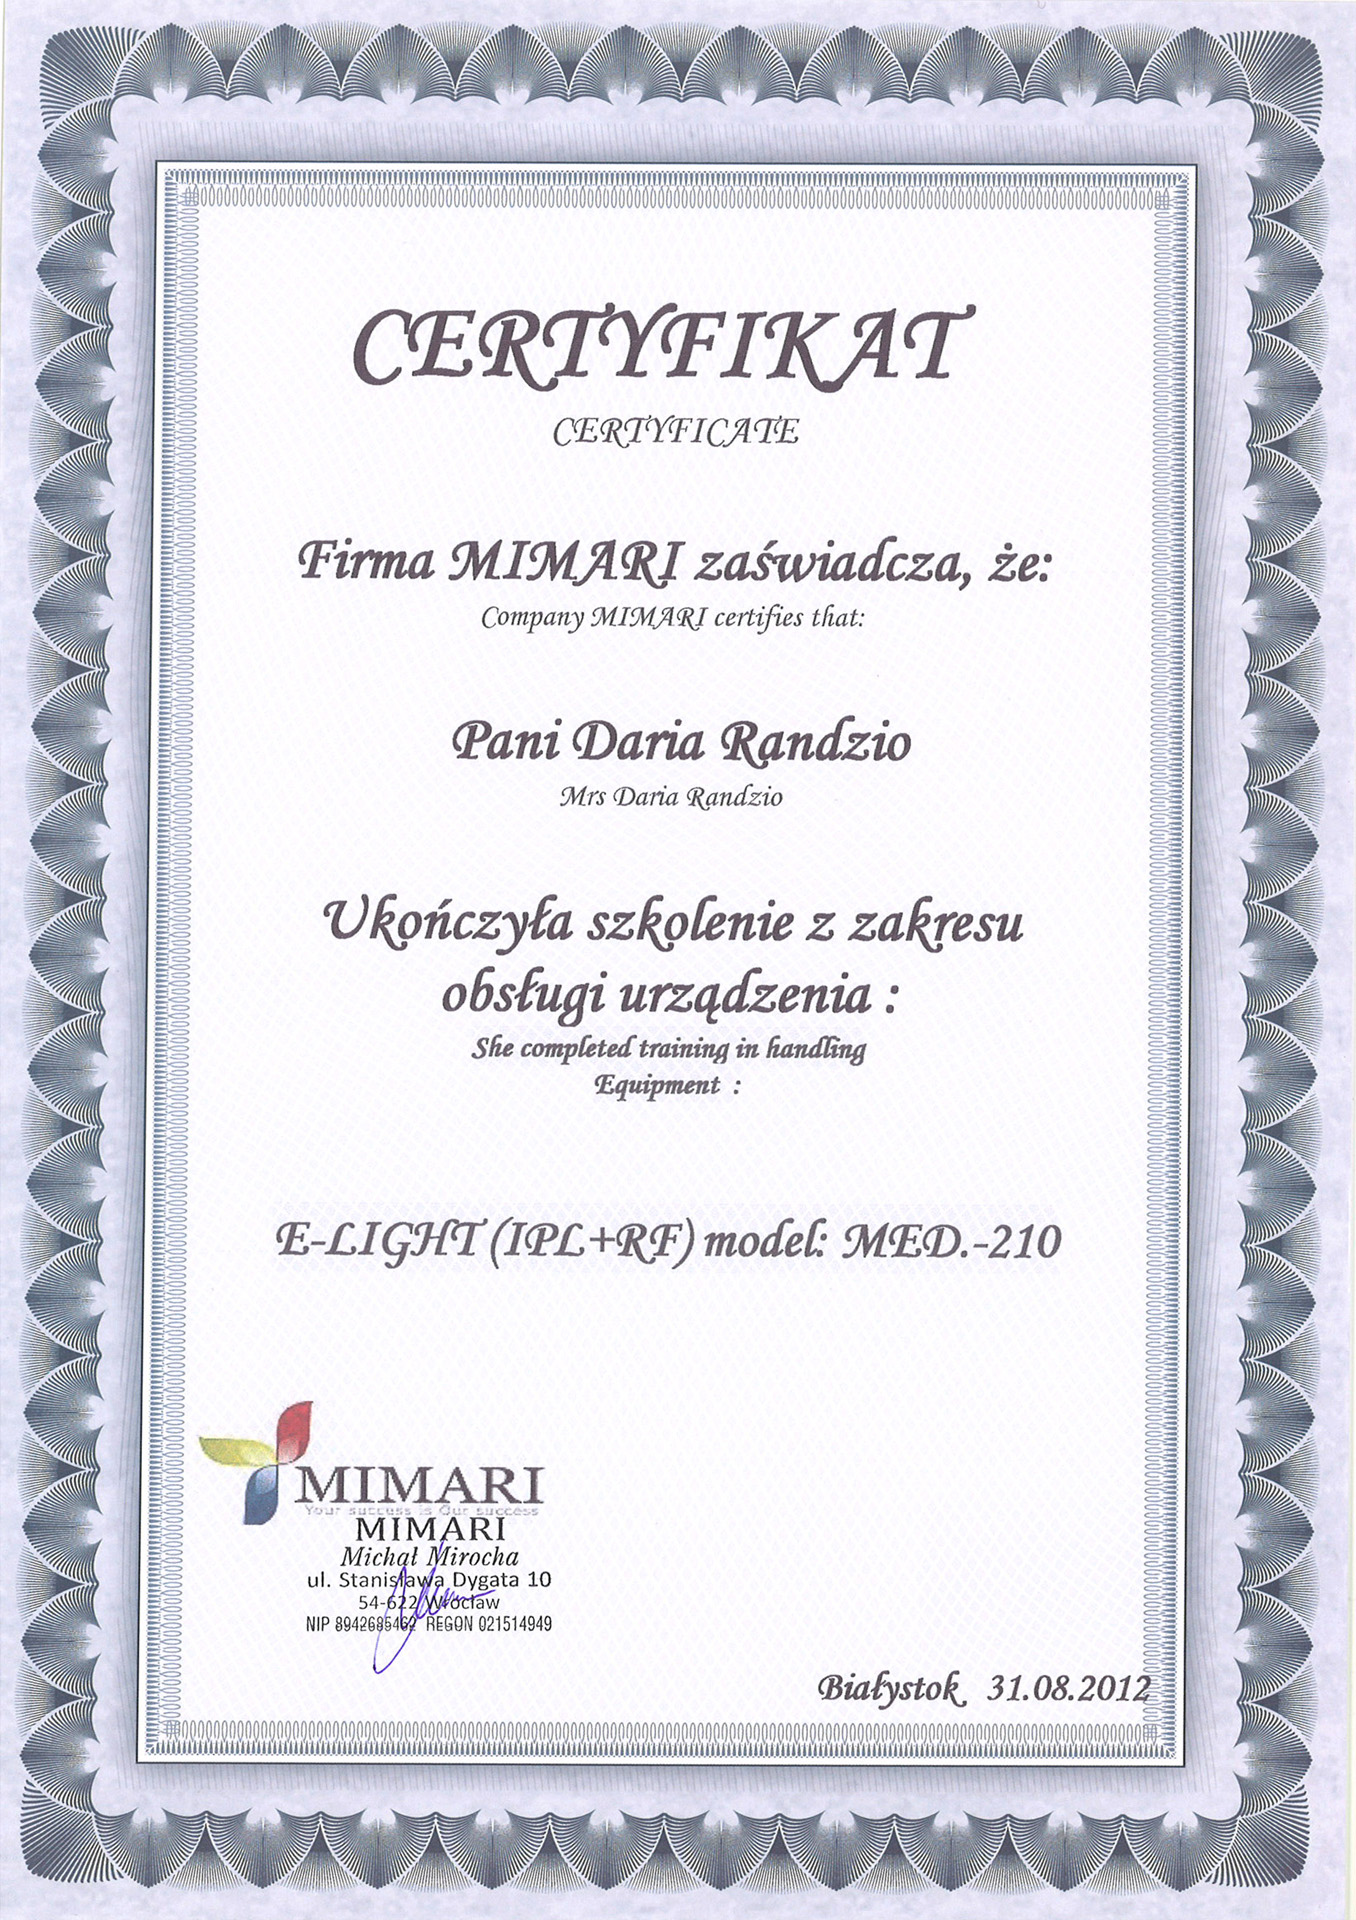 CERTYFIKAT
CERTYFICATE
Firma MIMARI zaświadcza, że:
Company MIMARI certifies that:
Pani Daria Randzio
Mrs Daria Randzio
Ukończyła szkolenie z zakresu
obsługi urządzenia :
She completed training in handling
Equipment :
E-LIGHT (IPL+RF) model: MED.-210
MIMARI
Your success is Our success
MIMARI
Michał Mirocha
ul. Stanisława Dygata 10
54-622 Wrocław
NIP 8942685462 REGON 021514949
Białystok 31.08.2012